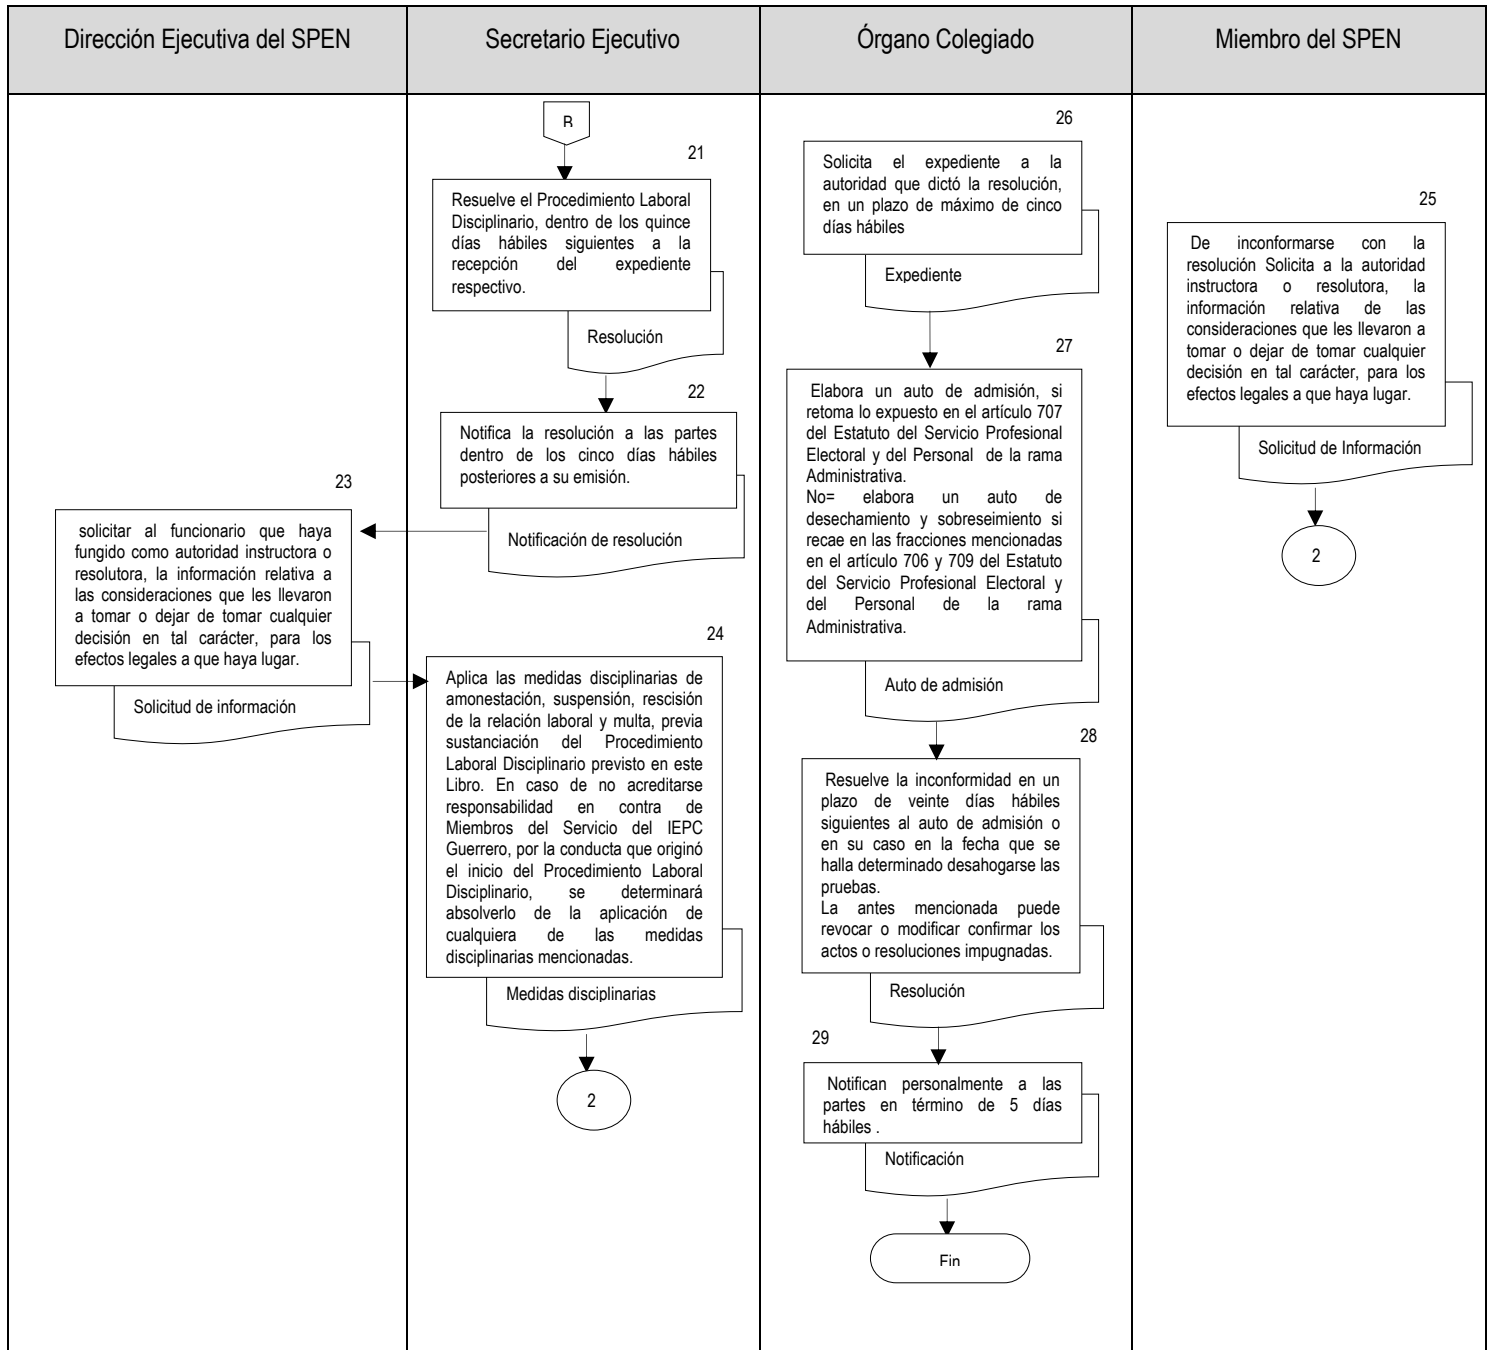 Dirección Ejecutiva del SPEN
Secretario Ejecutivo
Órgano Colegiado
Miembro del SPEN
23
solicitar al funcionario que haya
fungido como autoridad instructora o
resolutora, la información relativa a
las consideraciones que les llevaron
a tomar o dejar de tomar cualquier
decisión en tal carácter, para los
efectos legales a que haya lugar.
Solicitud de información
B
21
Resuelve el Procedimiento Laboral
Disciplinario, dentro de los quince
días hábiles siguientes a la
recepción del expediente
respectivo.
Resolución
22
Notifica la resolución a las partes
dentro de los cinco días hábiles
posteriores a su emisión.
Notificación de resolución
24
Aplica las medidas disciplinarias de
amonestación, suspensión, rescisión
de la relación laboral y multa, previa
sustanciación del Procedimiento
Laboral Disciplinario previsto en este
Libro. En caso de no acreditarse
responsabilidad en contra de
Miembros del Servicio del IEPC
Guerrero, por la conducta que originó
el inicio del Procedimiento Laboral
Disciplinario, se determinará
absolverlo de la aplicación de
cualquiera de las medidas
disciplinarias mencionadas.
Medidas disciplinarias
2
26
Solicita el expediente a la
autoridad que dictó la resolución,
en un plazo de máximo de cinco
días hábiles
Expediente
27
Elabora un auto de admisión, si
retoma lo expuesto en el artículo 707
del Estatuto del Servicio Profesional
Electoral y del Personal de la rama
Administrativa.
No= elabora un auto de
desechamiento y sobreseimiento si
recae en las fracciones mencionadas
en el artículo 706 y 709 del Estatuto
del Servicio Profesional Electoral y
del Personal de la rama
Administrativa.
Auto de admisión
28
Resuelve la inconformidad en un
plazo de veinte días hábiles
siguientes al auto de admisión o
en su caso en la fecha que se
halla determinado desahogarse las
pruebas.
La antes mencionada puede
revocar o modificar confirmar los
actos o resoluciones impugnadas.
Resolución
29
Notifican personalmente a las
partes en término de 5 días
hábiles .
Notificación
Fin
25
De inconformarse con la
resolución Solicita a la autoridad
instructora o resolutora, la
información relativa de las
consideraciones que les llevaron a
tomar o dejar de tomar cualquier
decisión en tal carácter, para los
efectos legales a que haya lugar.
Solicitud de Información
2